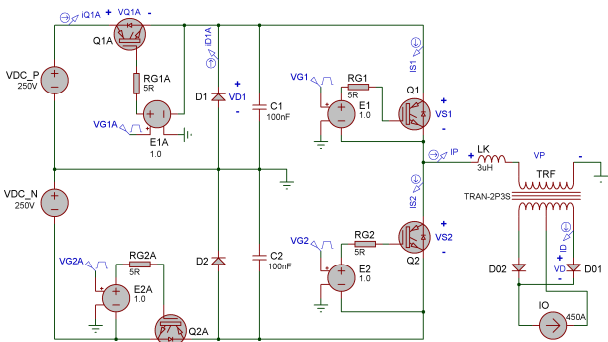 iQ1A + VQ1A -
Q1A
iD1A
VDC_P
250V
RG1A
5R
VG1A
E1A
1.0
D1
+
VD1
-
C1
100nF
VG1
RG1
5R
E1
1.0
IS1
Q1
+
VS1
-
IP
+
LK
3uH
VP
-
TRF
TRAN-2P3S
VDC_N
250V
VG2A
RG2A
5R
E2A
1.0
Q2A
D2
C2
100nF
VG2
RG2
5R
E2
1.0
IS2
+
VS2
-
Q2
ID
D02
+
VD
-
D01
IO
450A